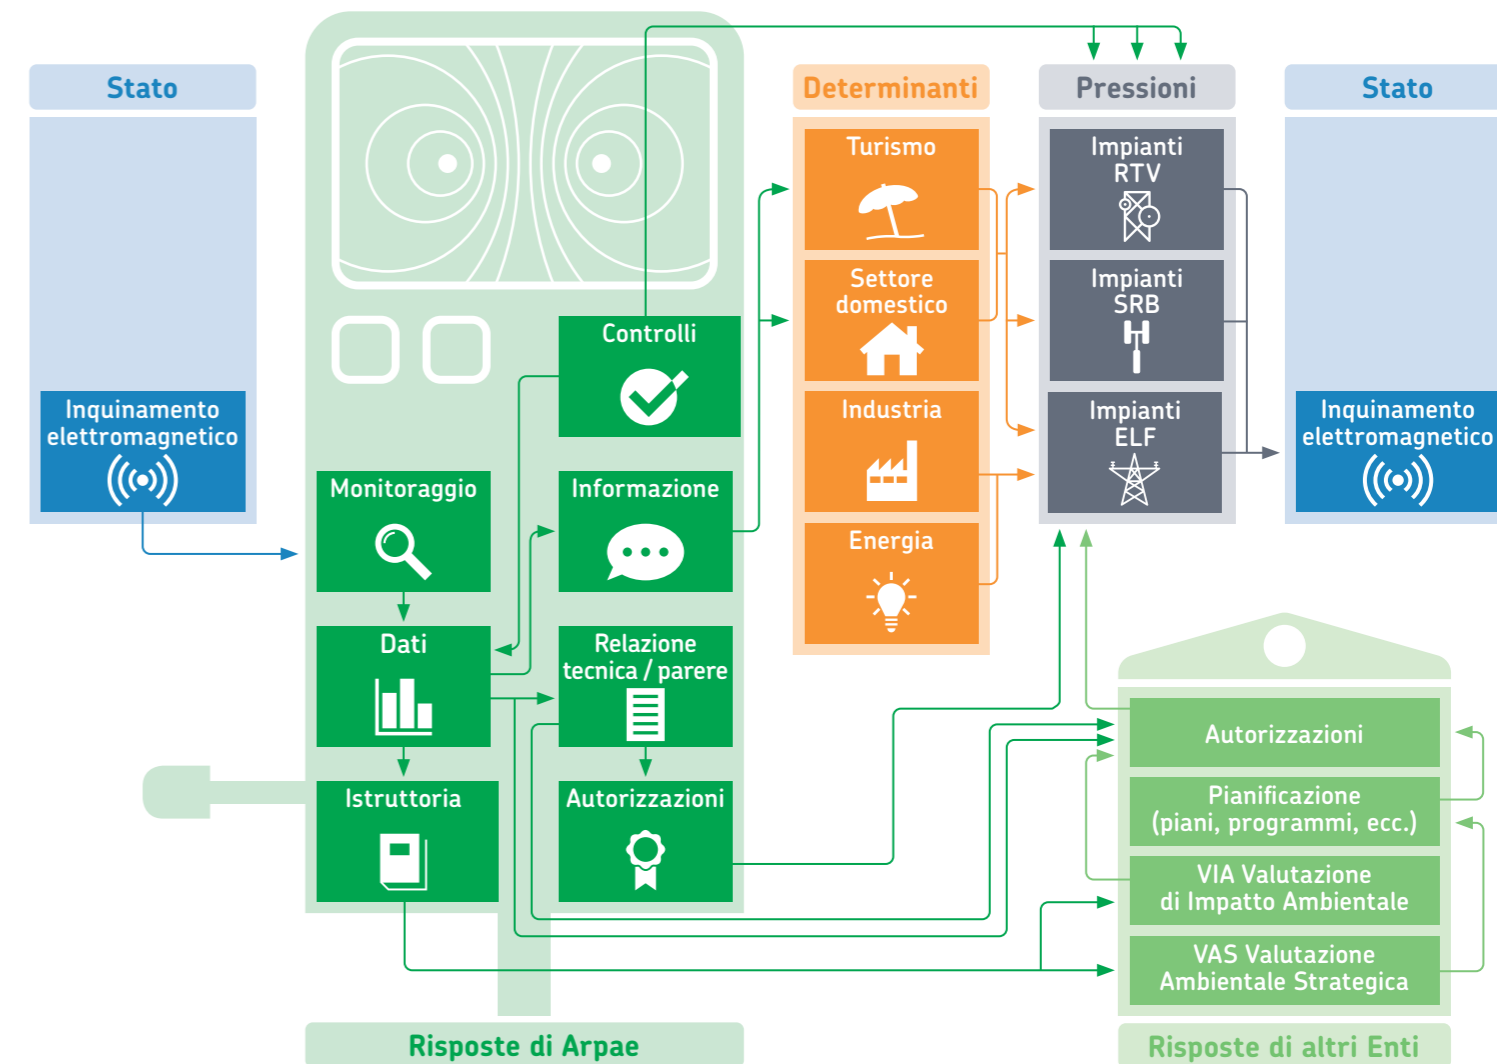 Stato
Determinanti
Pressioni
Stato
Turismo
Impianti
RTV
Settore
domestico
Impianti
SRB
Controlli
Inquinamento
elettromagnetico
Industria
Impianti
ELF
Inquinamento
elettromagnetico
Monitoraggio
Informazione
Energia
Dati
Relazione
tecnica / parere
Autorizzazioni
Istruttoria
Autorizzazioni
Pianificazione
(piani, programmi, ecc.)
VIA Valutazione
di Impatto Ambientale
VAS Valutazione
Ambientale Strategica
Risposte di Arpae
Risposte di altri Enti